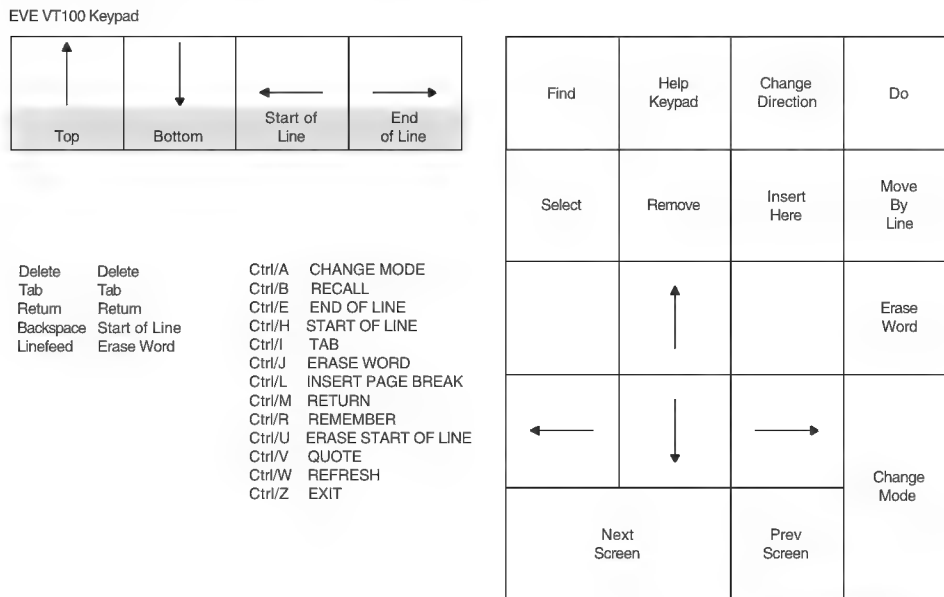 EVE VT100 Keypad
Top
Bottom
Start of
Line
End
of Line
Find
Help
Keypad
Change
Direction
Do
Select
Remove
Insert
Here
Move
By
Line
Erase
Word
Change
Mode
Next
Screen
Prev
Screen
Delete Delete
Tab Tab
Return Return
Backspace Start of Line
Linefeed Erase Word
Ctrl/A CHANGE MODE
Ctrl/B RECALL
Ctrl/E END OF LINE
Ctrl/H START OF LINE
Ctrl/I TAB
Ctrl/J ERASE WORD
Ctrl/L INSERT PAGE BREAK
Ctrl/M RETURN
Ctrl/R REMEMBER
Ctrl/U ERASE START OF LINE
Ctrl/V QUOTE
Ctrl/W REFRESH
Ctrl/Z EXIT